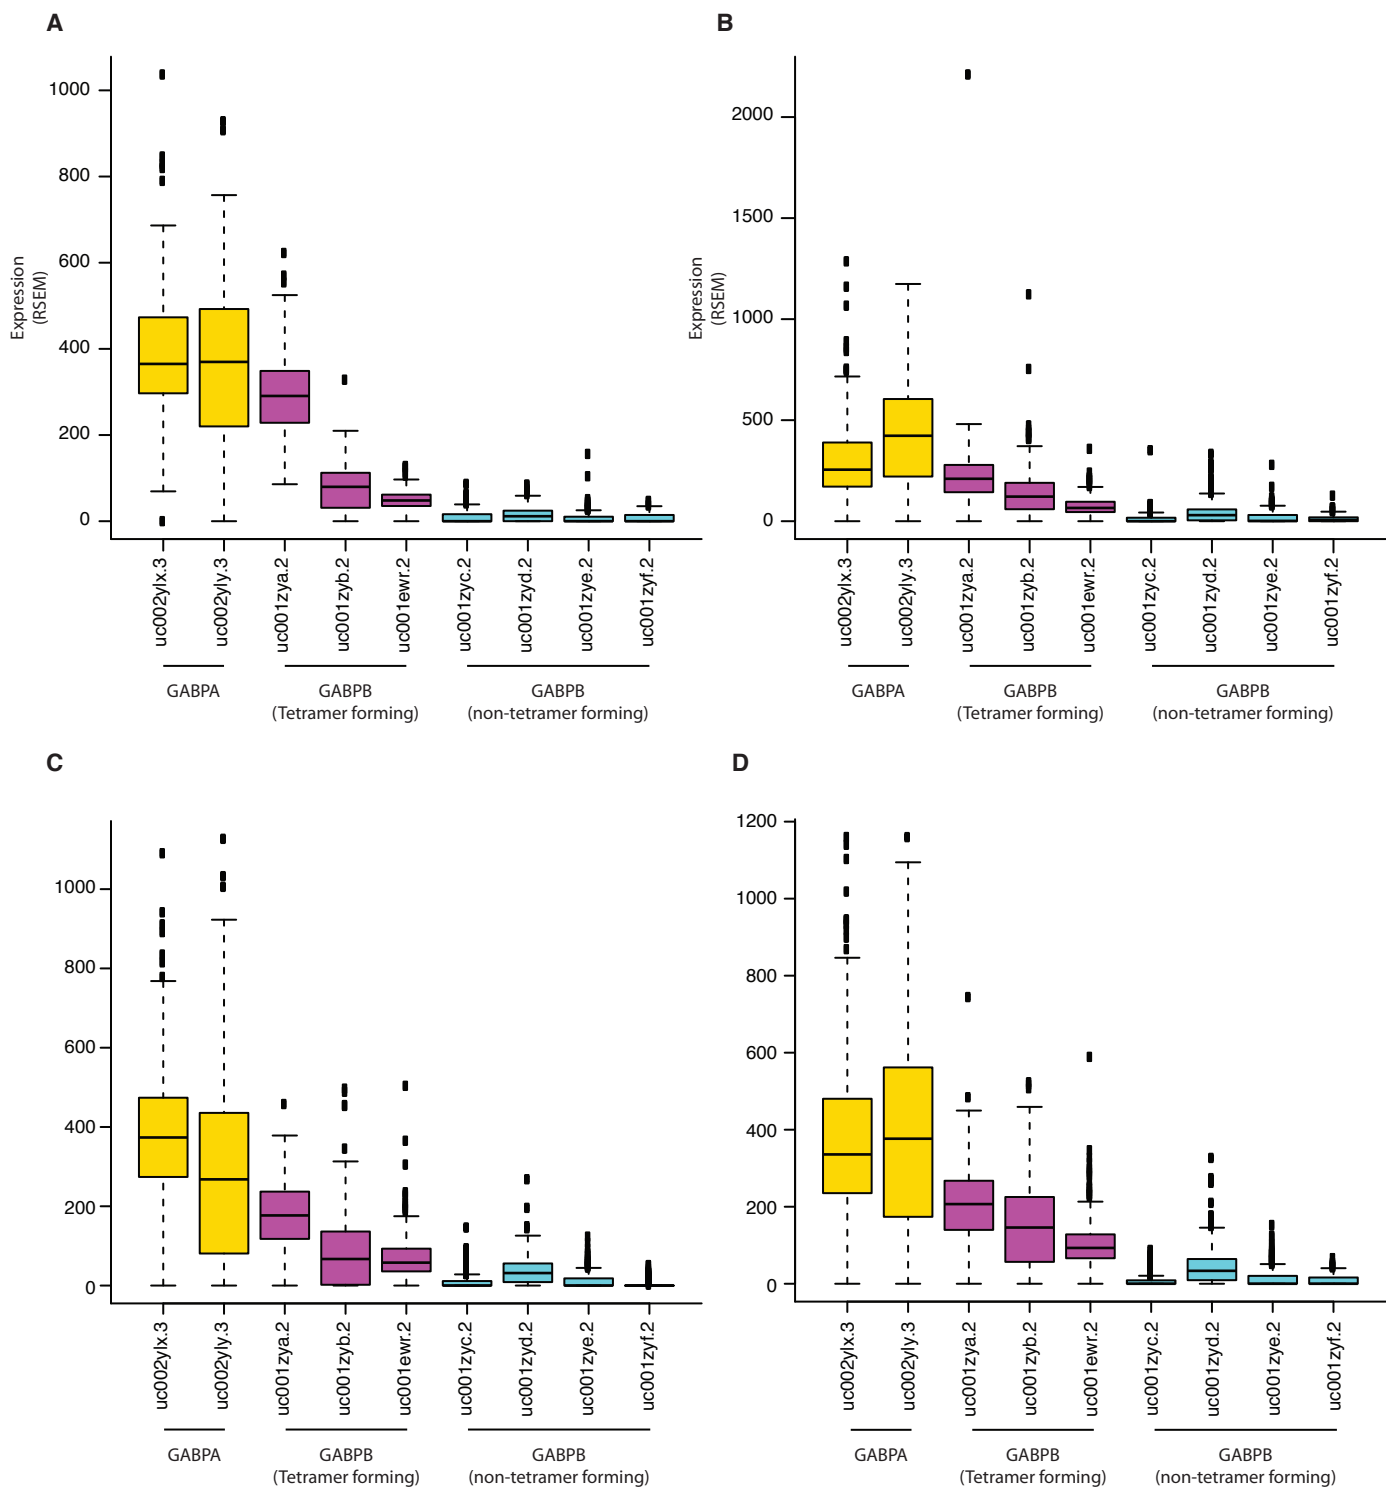 A
1000
800
600
400
200
0
Expression
(RSEM)
uc002ylx.3
uc002yly.3
uc001zya.2
uc001zyb.2
uc001ewr.2
uc001zyc.2
uc001zyd.2
uc001zye.2
uc001zyf.2
GABPA
GABPB
(Tetramer forming)
GABPB
(non-tetramer forming)
B
2000
1500
1000
500
0
Expression
(RSEM)
uc002ylx.3
uc002yly.3
uc001zya.2
uc001zyb.2
uc001ewr.2
uc001zyc.2
uc001zyd.2
uc001zye.2
uc001zyf.2
GABPA
GABPB
(Tetramer forming)
GABPB
(non-tetramer forming)
C
1000
800
600
400
200
0
uc002ylx.3
uc002yly.3
uc001zya.2
uc001zyb.2
uc001ewr.2
uc001zyc.2
uc001zyd.2
uc001zye.2
uc001zyf.2
GABPA
GABPB
(Tetramer forming)
GABPB
(non-tetramer forming)
D
1200
1000
800
600
400
200
0
uc002ylx.3
uc002yly.3
uc001zya.2
uc001zyb.2
uc001ewr.2
uc001zyc.2
uc001zyd.2
uc001zye.2
uc001zyf.2
GABPA
GABPB
(Tetramer forming)
GABPB
(non-tetramer forming)